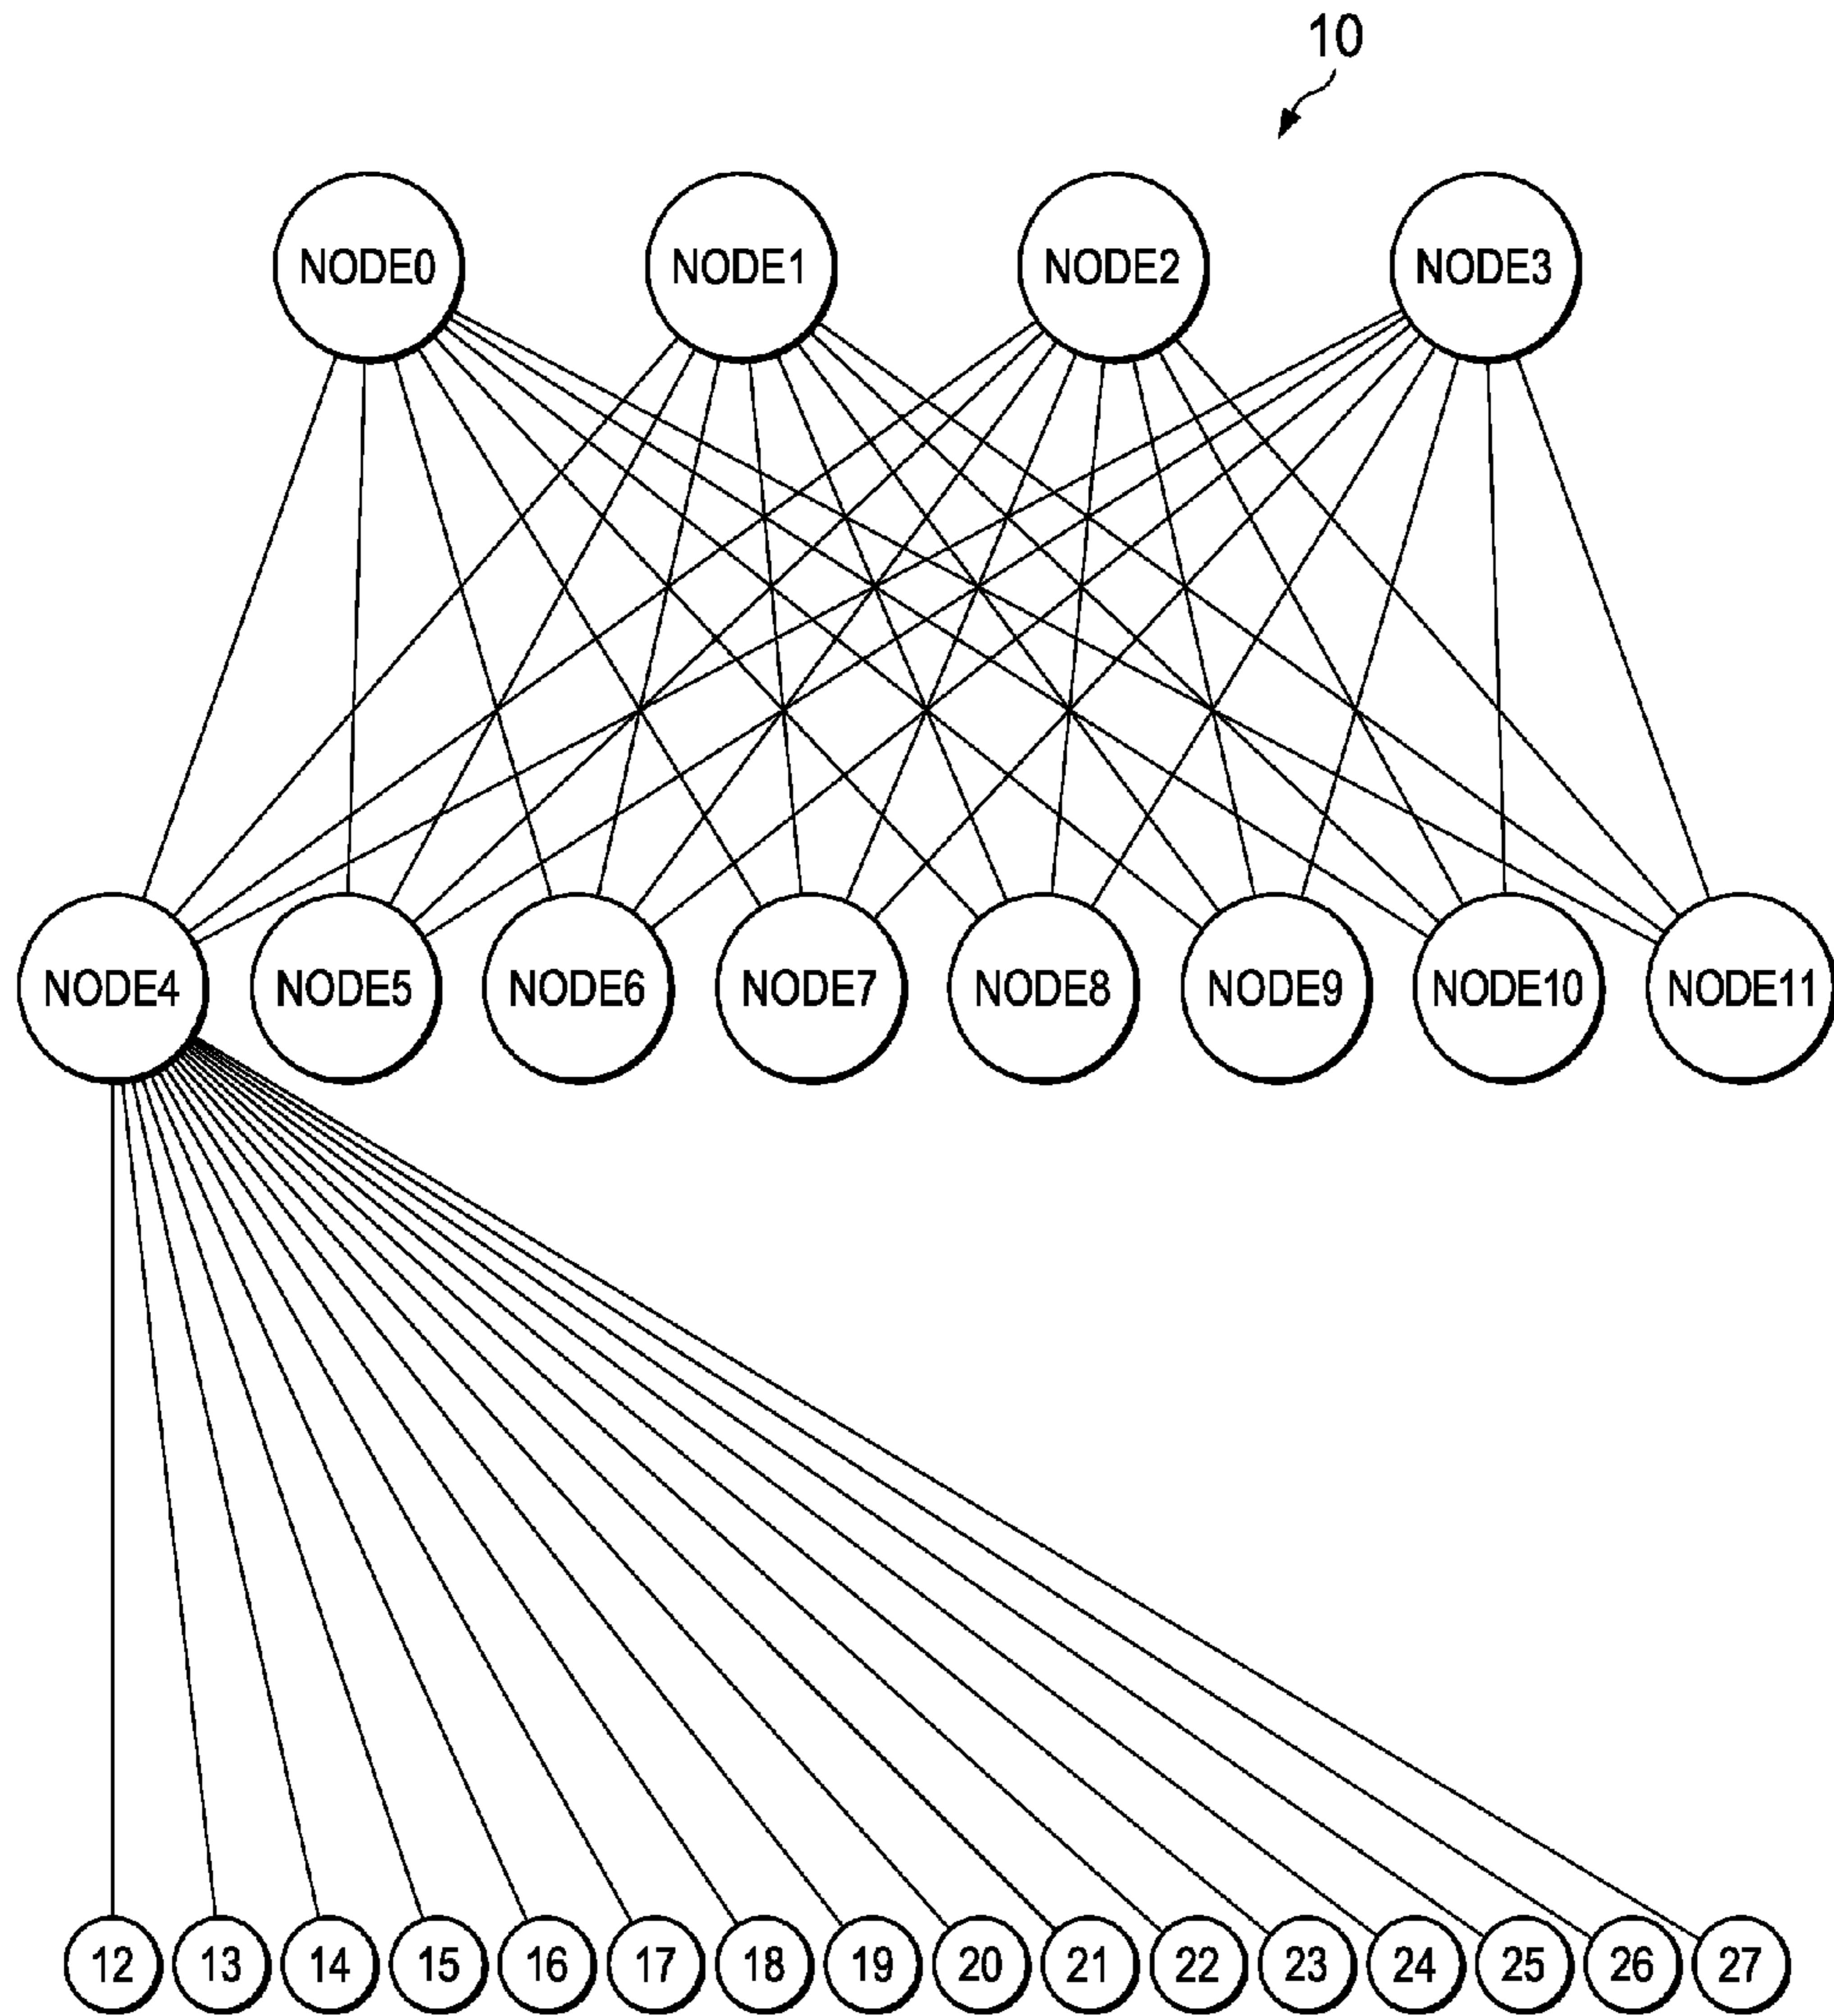 10
NODE0 NODE1 NODE2 NODE3
NODE4 NODE5 NODE6 NODE7 NODE8 NODE9 NODE10 NODE11
12 13 14 15 16 17 18 19 20 21 22 23 24 25 26 27